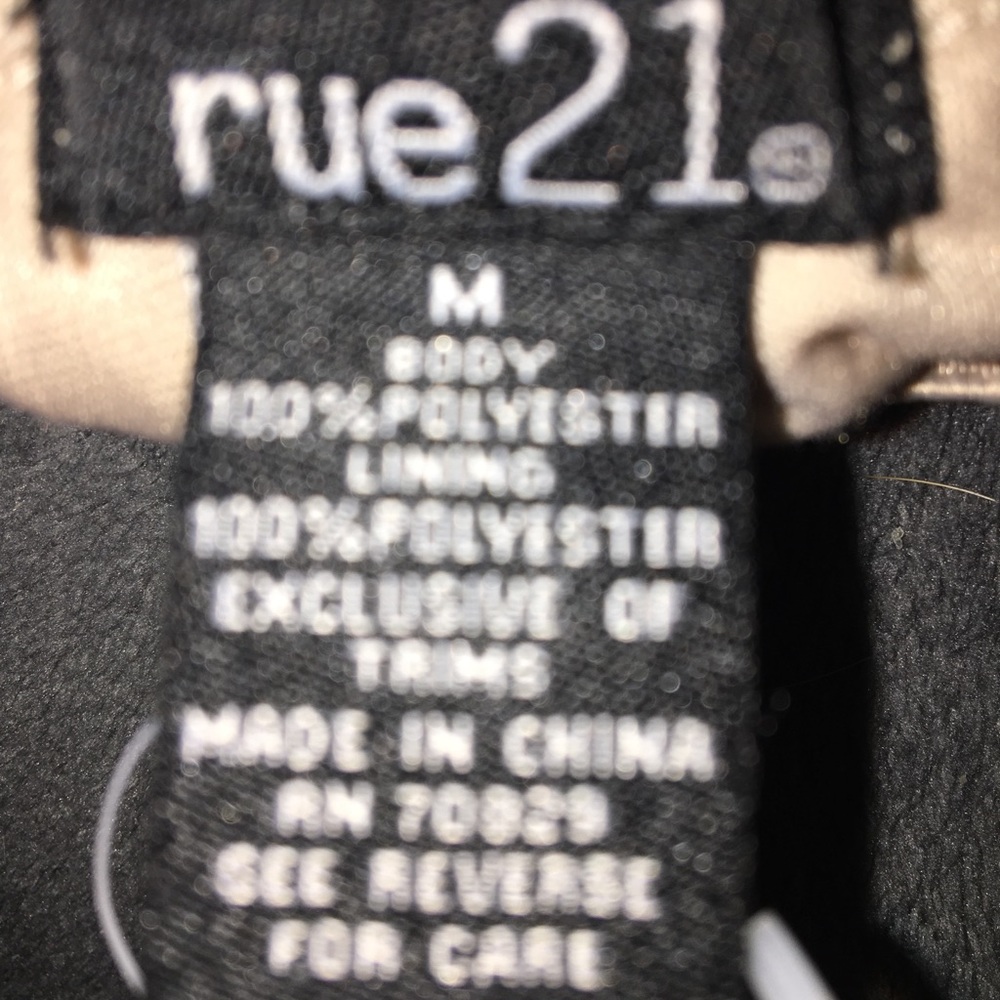 rue21®
M
BODY
100%POLYESTER
LINING
100%POLYESTER
EXCLUSIVE OF
TRIMS
MADE IN CHINA
RN 70829
SEE REVERSE
FOR CARE